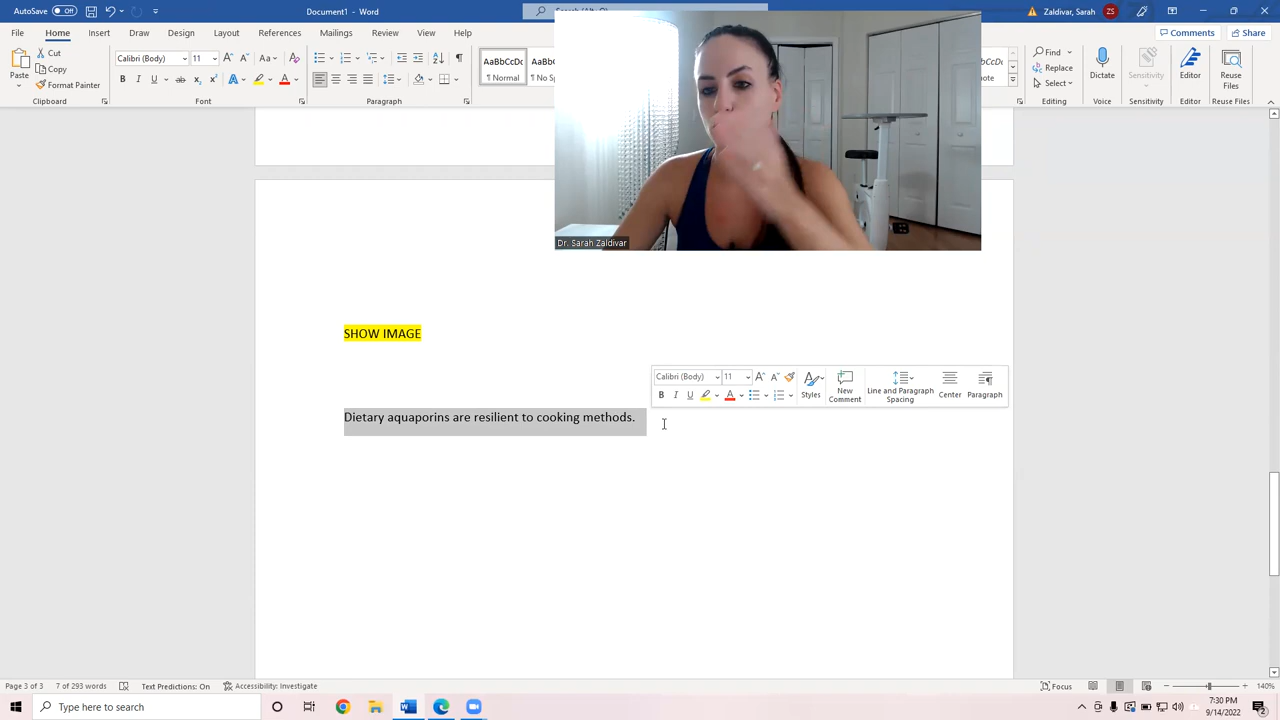 AutoSave Off
Zaldivar, Sarah
File Home Insert Draw Design Layout References Mailings Review View Help
Comments Share
Paste
Cut
Copy
Format Painter
Clipboard
Calibri (Body) 11
Font
Paragraph
AaBbCcDc
¶ Normal
AaBbCcDc
Find
Replace
Select
Editing
Dictate
Voice
Sensitivity
Sensitivity
Editor
Editor
Reuse Files
Reuse Files
Dr. Sarah Zaldivar
SHOW IMAGE
Calibri (Body) 11
Styles
New Comment
Line and Paragraph Spacing
Center
Paragraph
Dietary aquaporins are resilient to cooking methods.
Page 3 of 3 7 of 293 words Text Predictions: On Accessibility: Investigate
Focus
140%
Type here to search
7:30 PM
9/14/2022
2